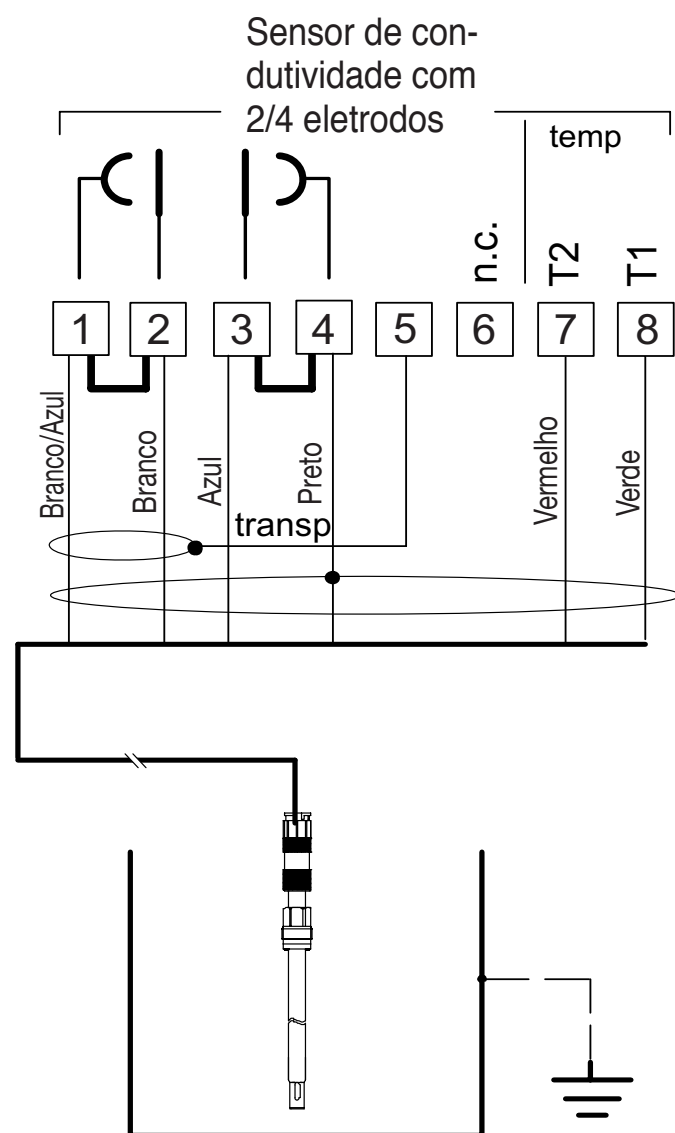 Sensor de con-
dutividade com
2/4 eletrodos
temp
n.c.
T2
T1
1 2 3 4 5 6 7 8
Branco/Azul
Branco
Azul
Preto
Vermelho
Verde
transp